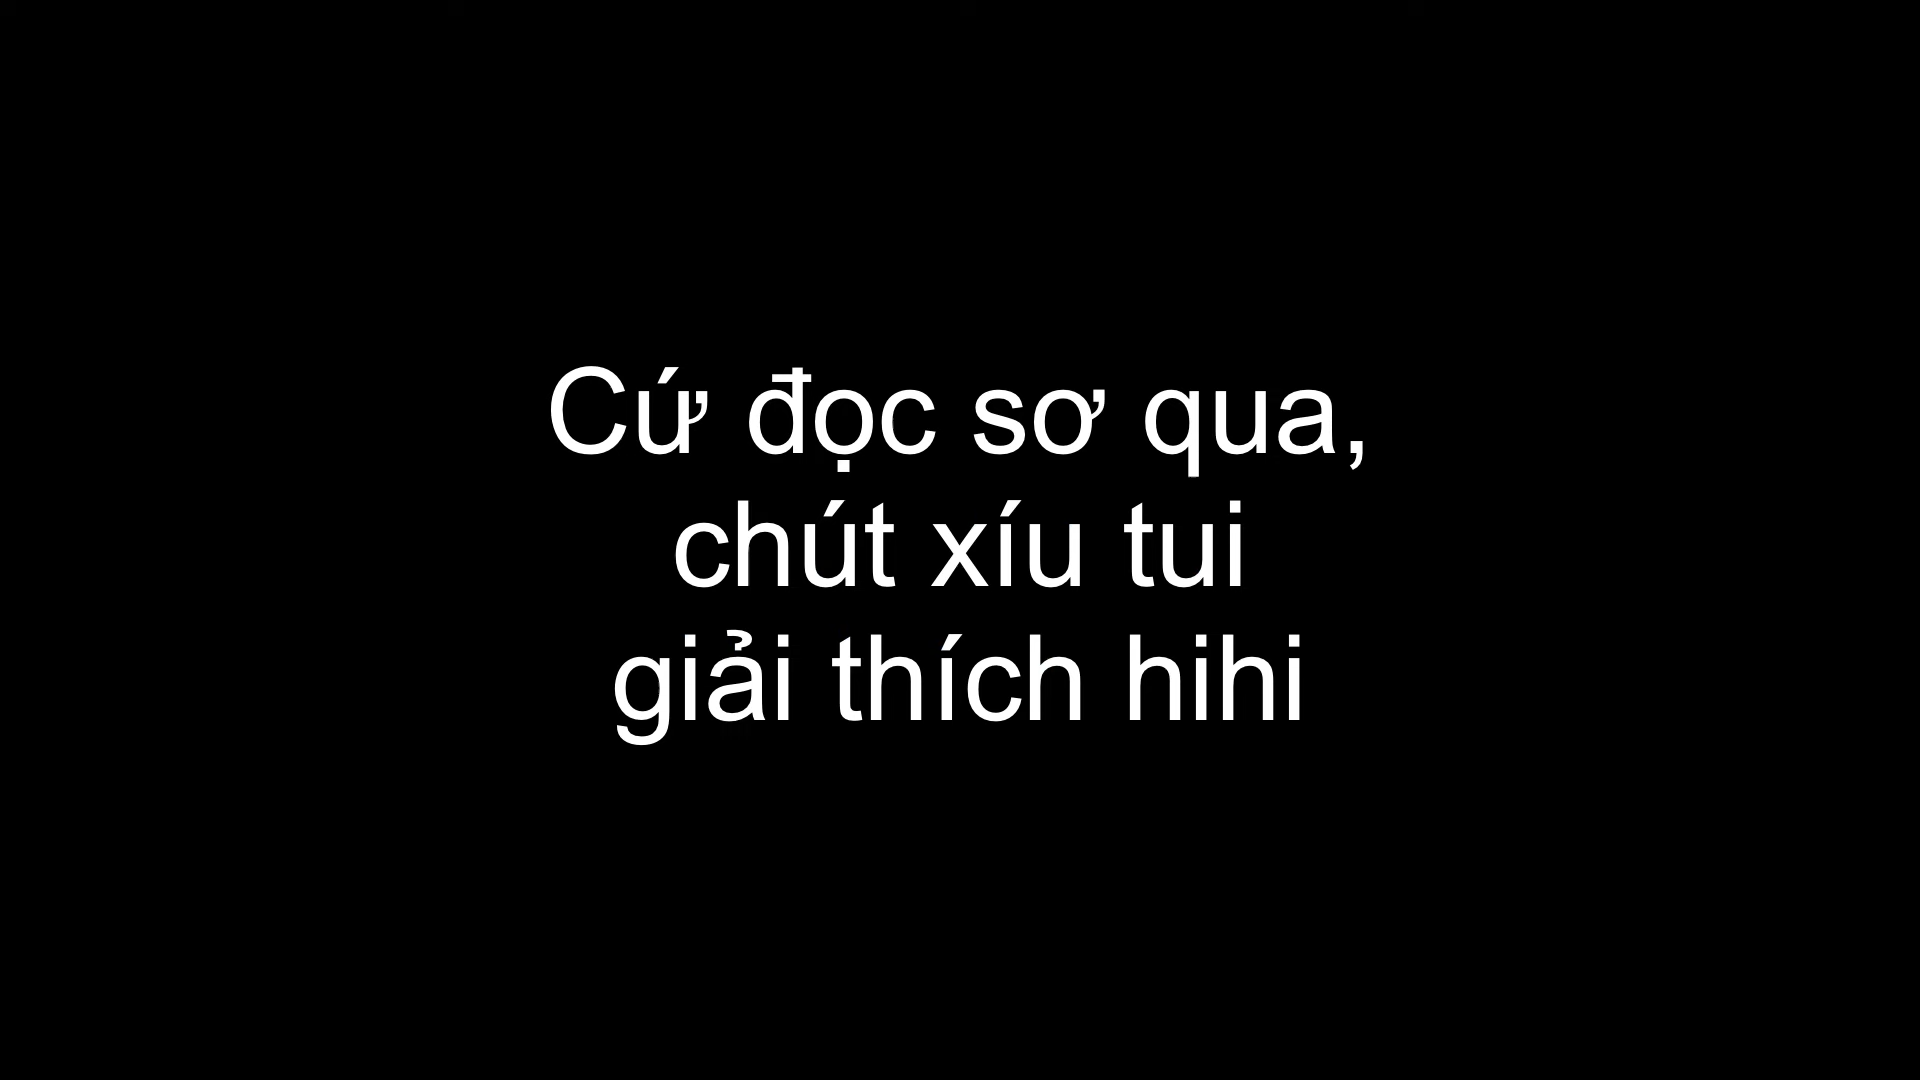 Cứ đọc sơ qua,
chút xíu tui
giải thích hihi